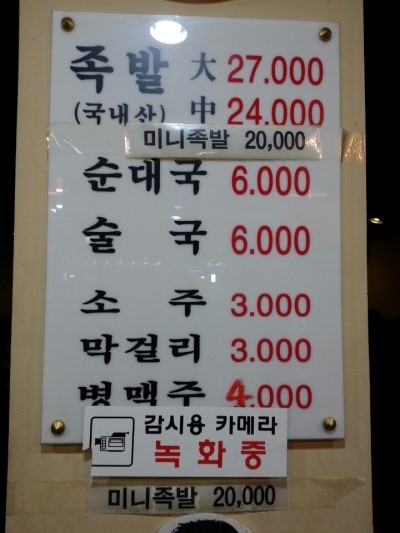 족발 大 27.000
(국내산) 中 24.000
미니족발 20,000
순대국 6.000
술국 6.000
소주 3.000
막걸리 3.000
병맥주 4.000
감시용 카메라
녹화중
미니족발 20,000